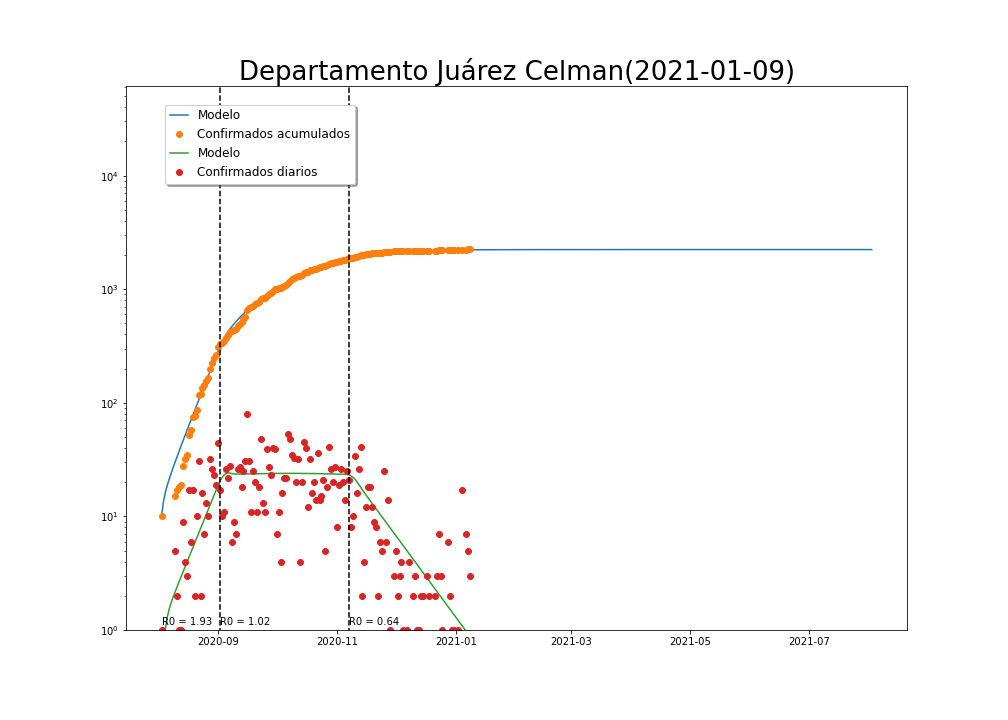 Departamento Juárez Celman(2021-01-09)
Modelo
Confirmados acumulados
Modelo
Confirmados diarios
10⁴
10³
10²
10¹
10⁰
R0 = 1.93 R0 = 1.02 R0 = 0.64
2020-09 2020-11 2021-01 2021-03 2021-05 2021-07